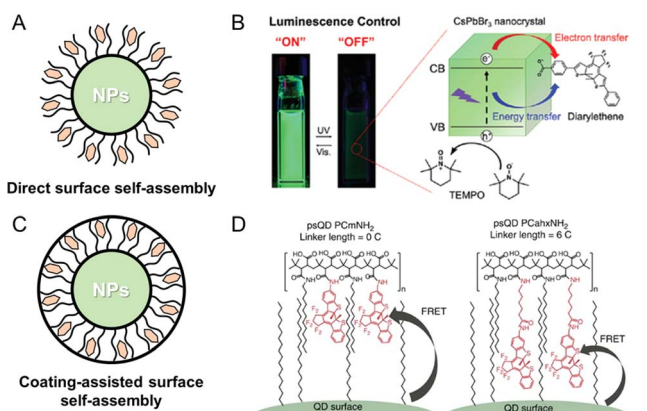 A
NPs
Direct surface self-assembly
B
Luminescence Control
"ON"
"OFF"
UV
Vis.
CsPbBr3 nanocrystal
Electron transfer
CB
e-
Energy transfer
Diarylethene
VB
h+
TEMPO
C
NPs
Coating-assisted surface
self-assembly
D
psQD PCmNH2
Linker length = 0 C
FRET
QD surface
psQD PCahxNH2
Linker length = 6 C
FRET
QD surface